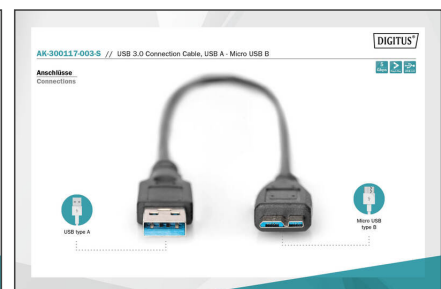 DIGITUS®
AK-300117-003-S // USB 3.0 Connection Cable, USB A - Micro USB B
Anschlüsse
Connections
USB type A
Micro USB
type B